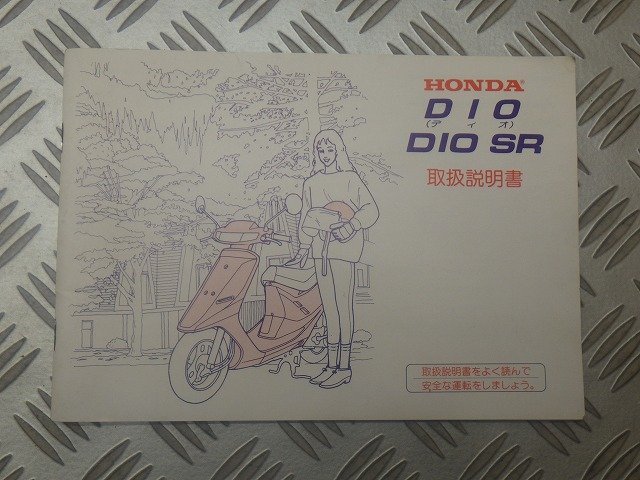 HONDA
DIO
(ディオ)
DIO SR
取扱説明書
取扱説明書をよく読んで
安全な運転をしましょう。